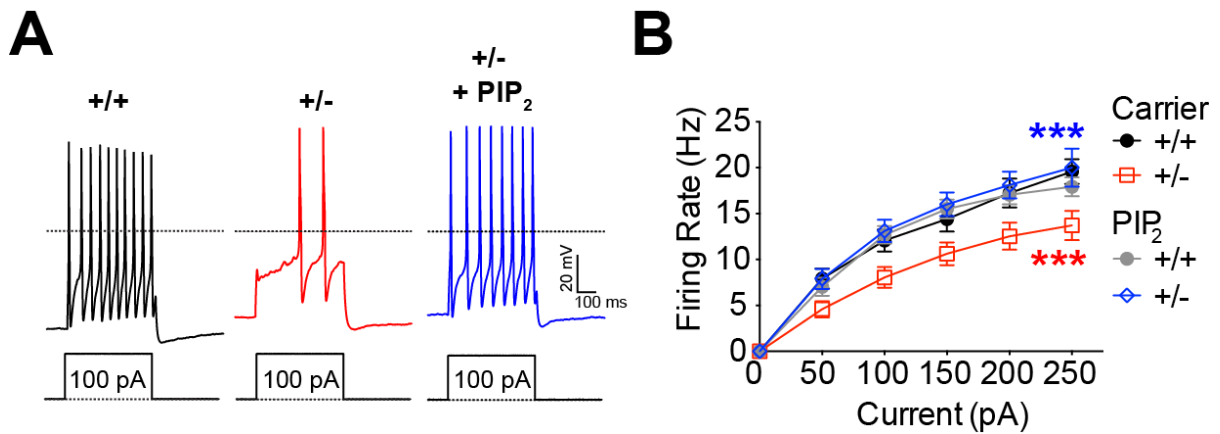 A
+/+
+/-
+/-
+ PIP2
20 mV
100 ms
100 pA
100 pA
100 pA
B
Firing Rate (Hz)
25
20
15
10
5
0
0 50 100 150 200 250
Current (pA)
***
***
Carrier
+/+
+/-
PIP2
+/+
+/-